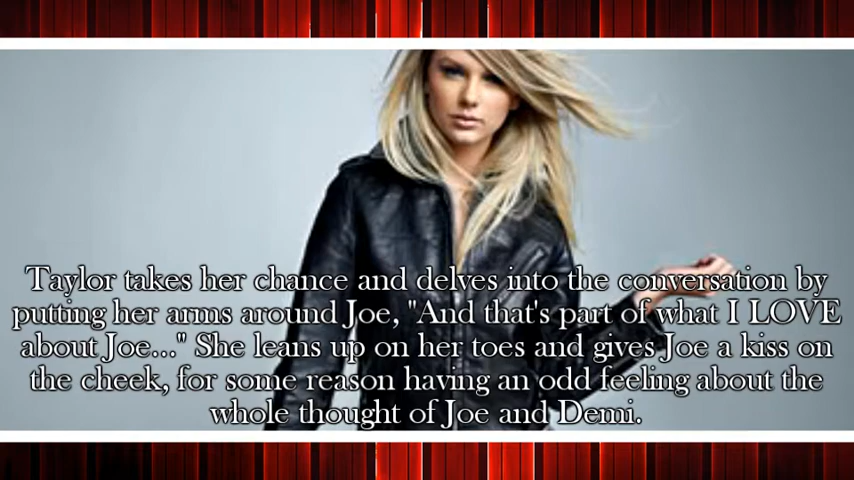 Taylor takes her chance and delves into the conversation by
putting her arms around Joe, "And that's part of what I LOVE
about Joe..." She leans up on her toes and gives Joe a kiss on
the cheek, for some reason having an odd feeling about the
whole thought of Joe and Demi.